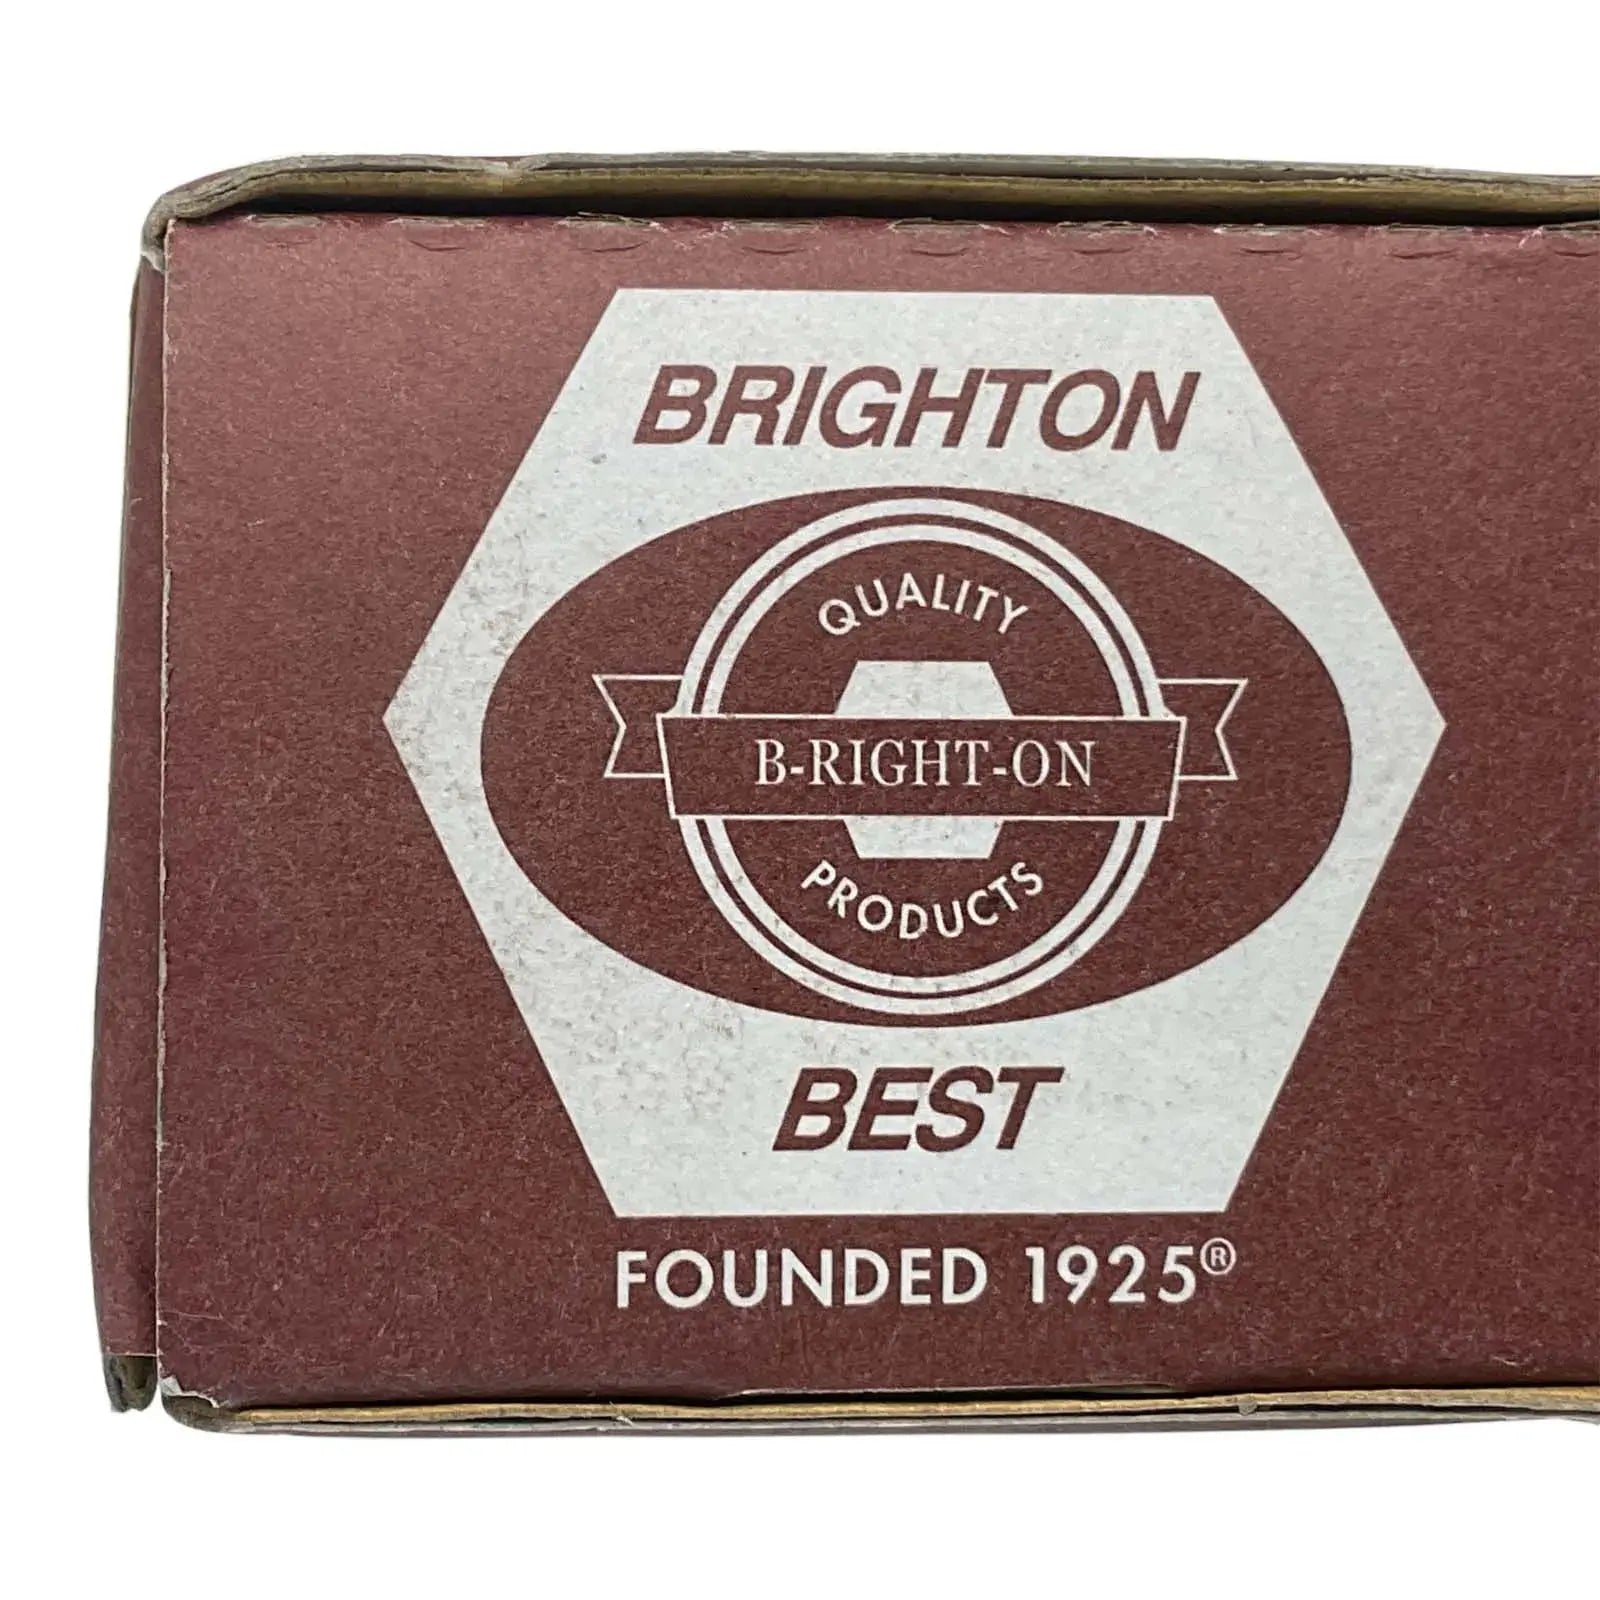 BRIGHTON
QUALITY
B-RIGHT-ON
PRODUCTS
BEST
FOUNDED 1925®